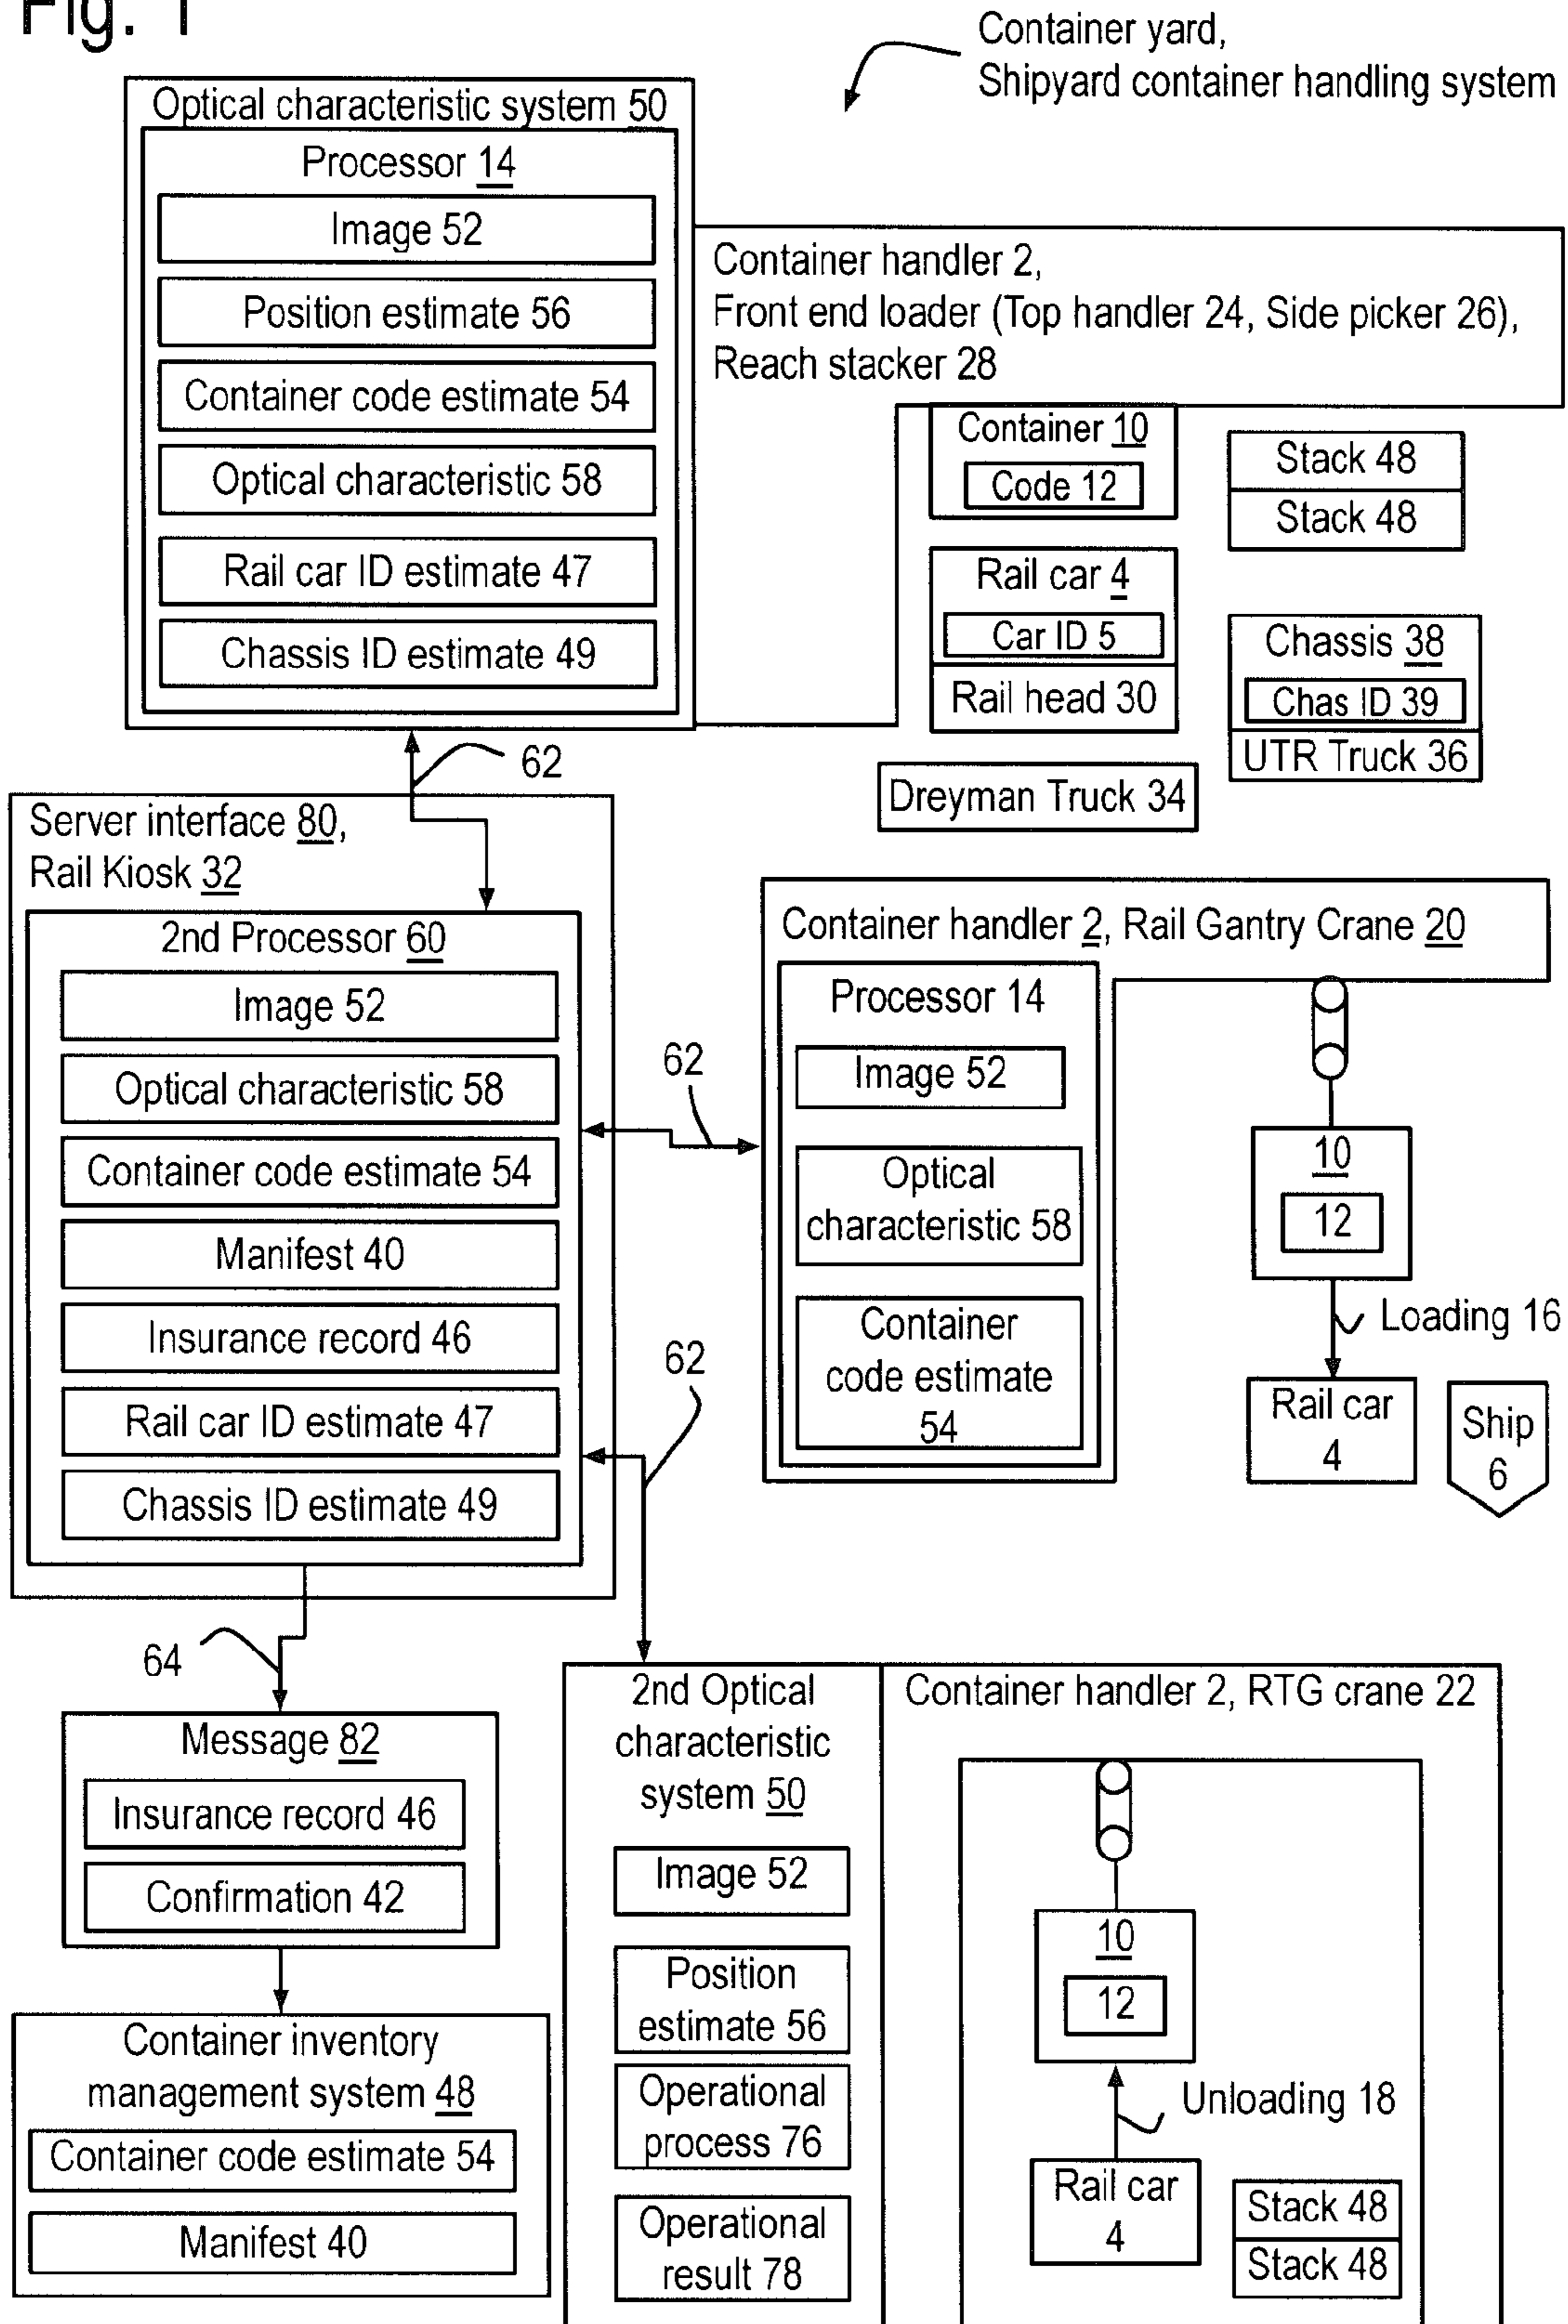 Fig. 1
Container yard,
Shipyard container handling system
Optical characteristic system 50
Processor 14
Image 52
Position estimate 56
Container code estimate 54
Optical characteristic 58
Rail car ID estimate 47
Chassis ID estimate 49
Container handler 2,
Front end loader (Top handler 24, Side picker 26),
Reach stacker 28
Container 10
Code 12
Stack 48
Stack 48
Rail car 4
Car ID 5
Rail head 30
Chassis 38
Chas ID 39
UTR Truck 36
Dreyman Truck 34
62
Server interface 80,
Rail Kiosk 32
2nd Processor 60
Image 52
Optical characteristic 58
Container code estimate 54
Manifest 40
Insurance record 46
Rail car ID estimate 47
Chassis ID estimate 49
62
62
Container handler 2, Rail Gantry Crane 20
Processor 14
Image 52
Optical
characteristic 58
Container
code estimate
54
10
12
Loading 16
Rail car
4
Ship
6
64
Message 82
Insurance record 46
Confirmation 42
Container inventory
management system 48
Container code estimate 54
Manifest 40
2nd Optical
characteristic
system 50
Image 52
Position
estimate 56
Operational
process 76
Operational
result 78
Container handler 2, RTG crane 22
10
12
Unloading 18
Rail car
4
Stack 48
Stack 48